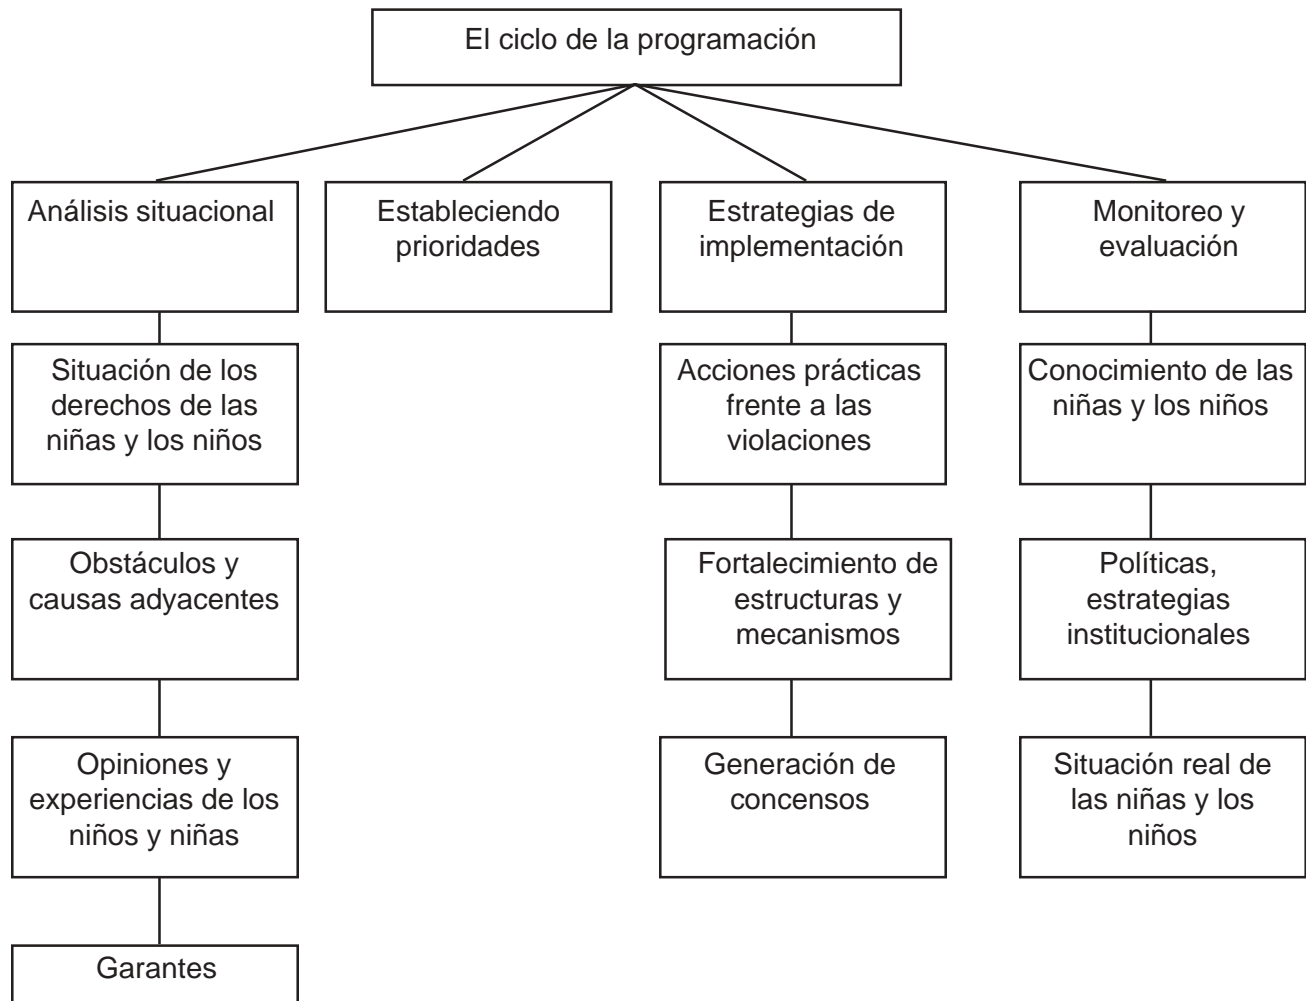 El ciclo de la programación
Análisis situacional
Estableciendo
prioridades
Estrategias de
implementación
Monitoreo y
evaluación
Situación de los
derechos de las
niñas y los niños
Acciones prácticas
frente a las
violaciones
Conocimiento de las
niñas y los niños
Obstáculos y
causas adyacentes
Fortalecimiento de
estructuras y
mecanismos
Políticas,
estrategias
institucionales
Opiniones y
experiencias de los
niños y niñas
Generación de
concensos
Situación real de
las niñas y los
niños
Garantes